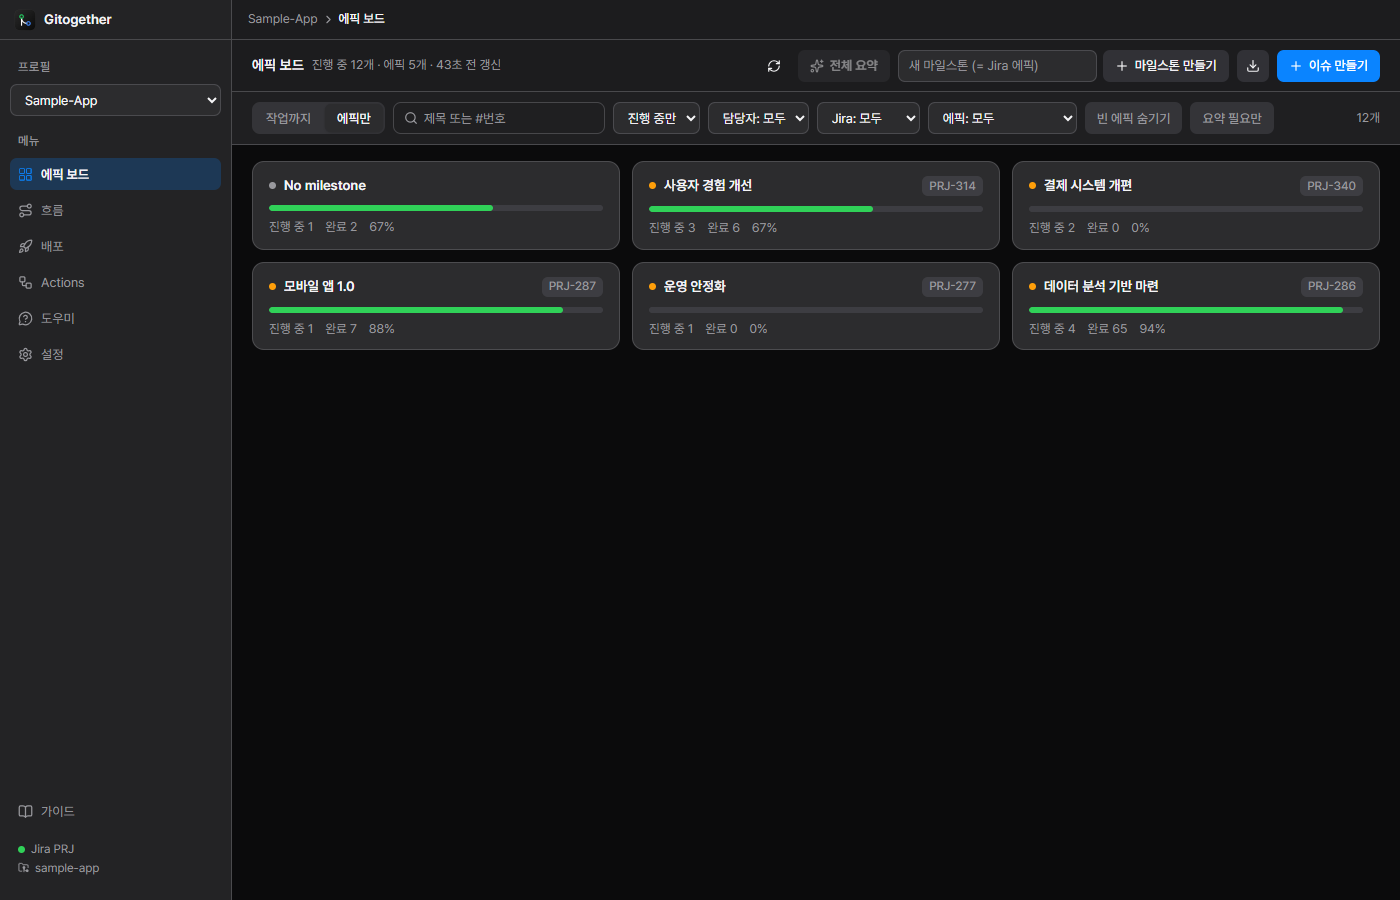 Gitogether
Sample-App > 에픽 보드
프로필
Sample-App
메뉴
에픽 보드
흐름
배포
Actions
도우미
설정
가이드
Jira PRJ
sample-app
에픽 보드 진행 중 12개 · 에픽 5개 · 43초 전 갱신
전체 요약
새 마일스톤 (= Jira 에픽)
마일스톤 만들기
이슈 만들기
작업까지 에픽만
제목 또는 #번호
진행 중만
담당자: 모두
Jira: 모두
에픽: 모두
빈 에픽 숨기기
요약 필요만
12개
No milestone
진행 중 1 완료 2 67%
사용자 경험 개선 PRJ-314
진행 중 3 완료 6 67%
결제 시스템 개편 PRJ-340
진행 중 2 완료 0 0%
모바일 앱 1.0 PRJ-287
진행 중 1 완료 7 88%
운영 안정화 PRJ-277
진행 중 1 완료 0 0%
데이터 분석 기반 마련 PRJ-286
진행 중 4 완료 65 94%